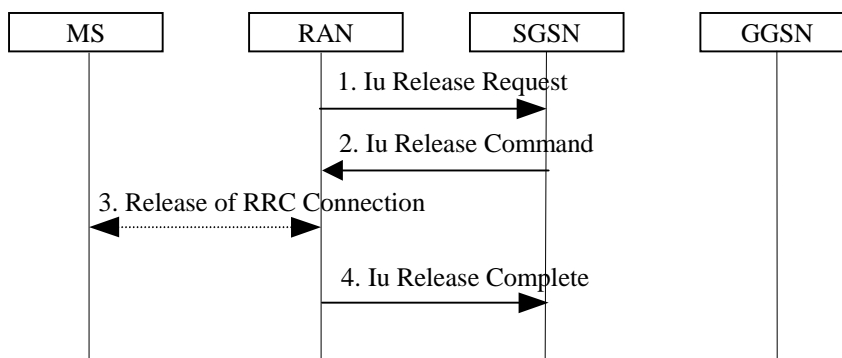 MS
RAN
SGSN
GGSN
1. Iu Release Request
2. Iu Release Command
3. Release of RRC Connection
4. Iu Release Complete